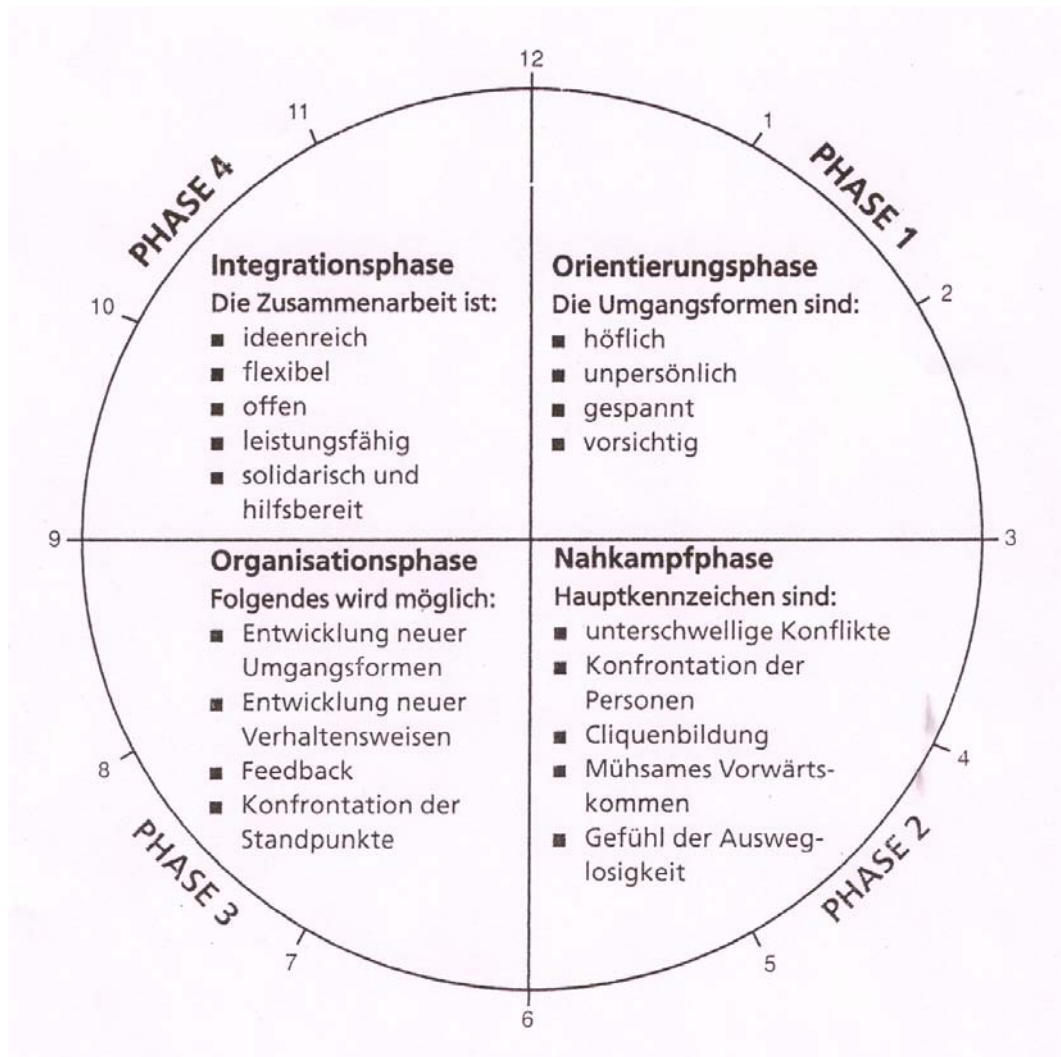 12
11
1
PHASE 4
PHASE 1
10
2
Integrationsphase
Die Zusammenarbeit ist:
■ ideenreich
■ flexibel
■ offen
■ leistungsfähig
■ solidarisch und
hilfsbereit
Orientierungsphase
Die Umgangsformen sind:
■ höflich
■ unpersönlich
■ gespannt
■ vorsichtig
9
3
Organisationsphase
Folgendes wird möglich:
■ Entwicklung neuer
Umgangsformen
■ Entwicklung neuer
Verhaltensweisen
■ Feedback
■ Konfrontation der
Standpunkte
Nahkampfphase
Hauptkennzeichen sind:
■ unterschwellige Konflikte
■ Konfrontation der
Personen
■ Cliquenbildung
■ Mühsames Vorwärts-
kommen
■ Gefühl der Ausweg-
losigkeit
8
4
PHASE 3
PHASE 2
7
5
6